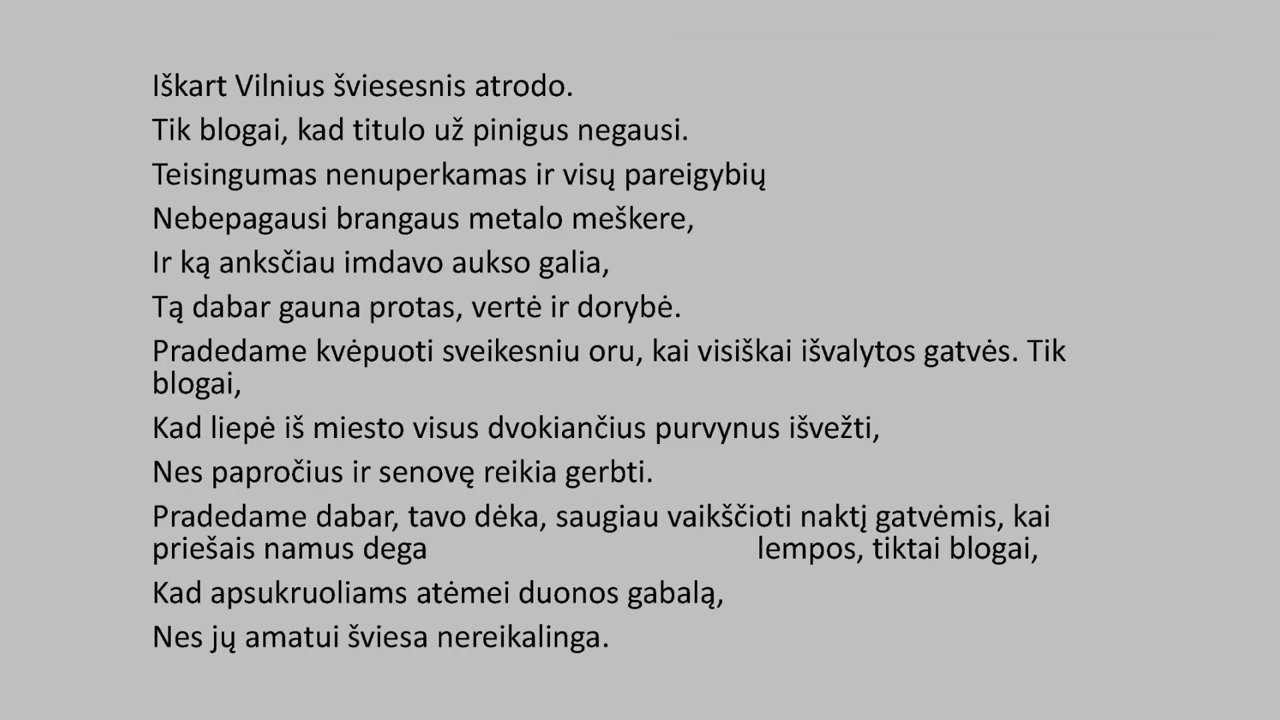 Iškart Vilnius šviesesnis atrodo.
Tik blogai, kad titulo už pinigus negausi.
Teisingumas nenuperkamas ir visų pareigybių
Nebepagausi brangaus metalo meškere,
Ir ką anksčiau imdavo aukso galia,
Tą dabar gauna protas, vertė ir dorybė.
Pradedame kvėpuoti sveikesniu oru, kai visiškai išvalytos gatvės. Tik
blogai,
Kad liepė iš miesto visus dvokiančius purvynus išvežti,
Nes papročius ir senovę reikia gerbti.
Pradedame dabar, tavo dėka, saugiau vaikščioti naktį gatvėmis, kai
priešais namus dega lempos, tiktai blogai,
Kad apsukruoliams atėmei duonos gabalą,
Nes jų amatui šviesa nereikalinga.